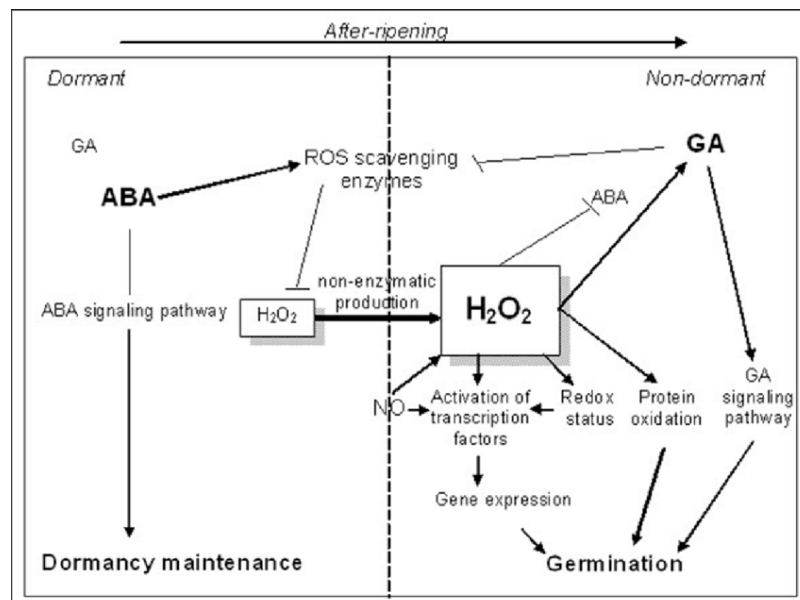 After-ripening
Dormant
Non-dormant
GA
GA
ROS scavenging
enzymes
ABA
ABA
non-enzymatic
production
H₂O₂
H₂O₂
ABA signaling pathway
NO
Activation of
transcription
factors
Redox
status
Protein
oxidation
GA
signaling
pathway
Gene expression
Dormancy maintenance
Germination